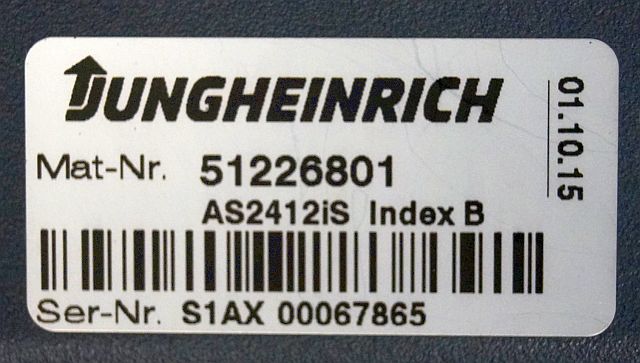 JUNGHEINRICH
01.10.15
Mat-Nr. 51226801
AS2412iS Index B
Ser-Nr. S1AX 00067865